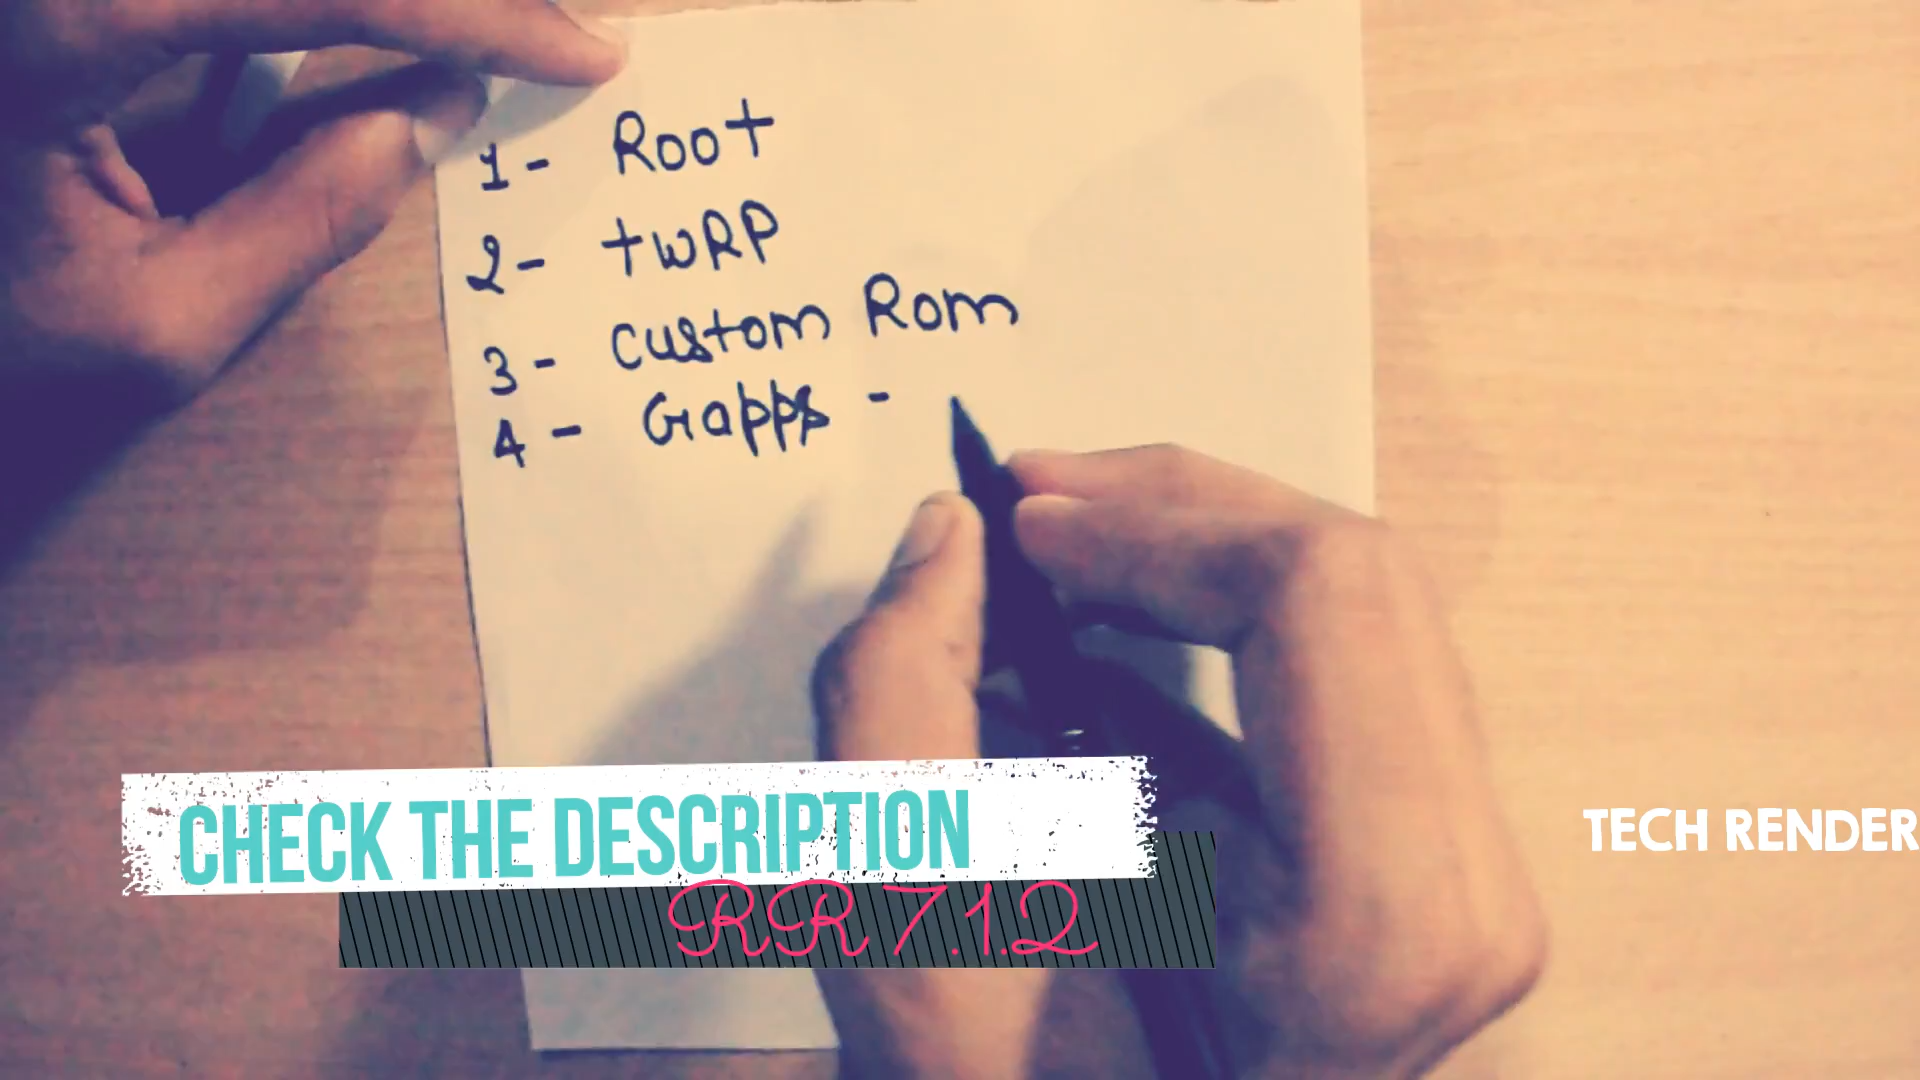 1- Root
2- twRP
3- Custom Rom
4- Gapps -
CHECK THE DESCRIPTION
RR 7.1.2
TECH RENDER